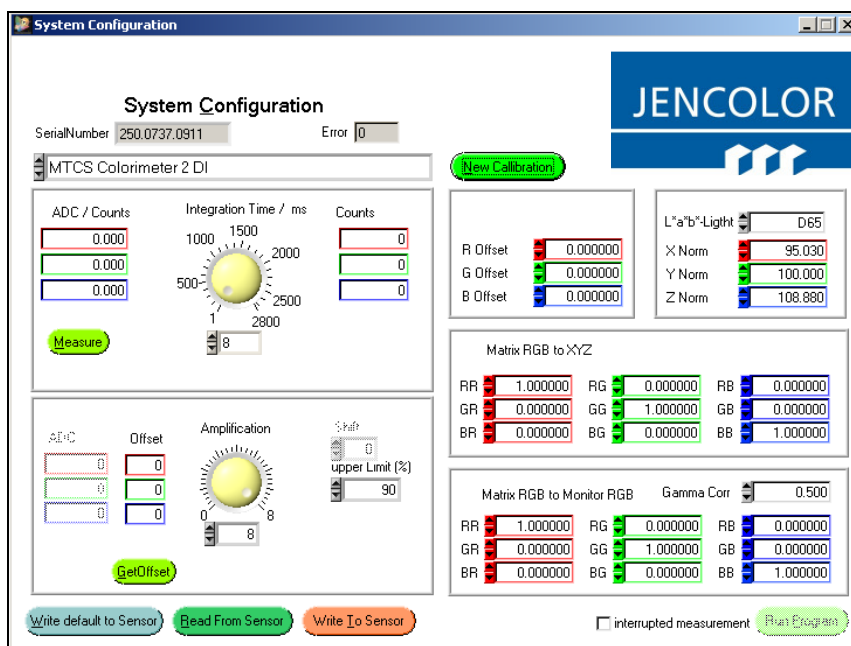 System Configuration
JENCOLOR
System Configuration
SerialNumber 250.0737.0911 Error 0
MTCS Colorimeter 2 DI
New Callibration
ADC / Counts Integration Time / ms Counts
0.000
0.000
0.000
1 500 1000 1500 2000 2500 2800
8
0
0
0
Measure
R Offset 0.000000
G Offset 0.000000
B Offset 0.000000
L*a*b*-Ligtht D65
X Norm 95.030
Y Norm 100.000
Z Norm 108.880
Matrix RGB to XYZ
RR 1.000000 RG 0.000000 RB 0.000000
GR 0.000000 GG 1.000000 GB 0.000000
BR 0.000000 BG 0.000000 BB 1.000000
ADC Offset Amplification Shift
0 0
0 0
0 0
0 8
8
0
upper Limit (%)
90
GetOffset
Matrix RGB to Monitor RGB Gamma Corr 0.500
RR 1.000000 RG 0.000000 RB 0.000000
GR 0.000000 GG 1.000000 GB 0.000000
BR 0.000000 BG 0.000000 BB 1.000000
Write default to Sensor Read From Sensor Write To Sensor
interrupted measurement Run Program